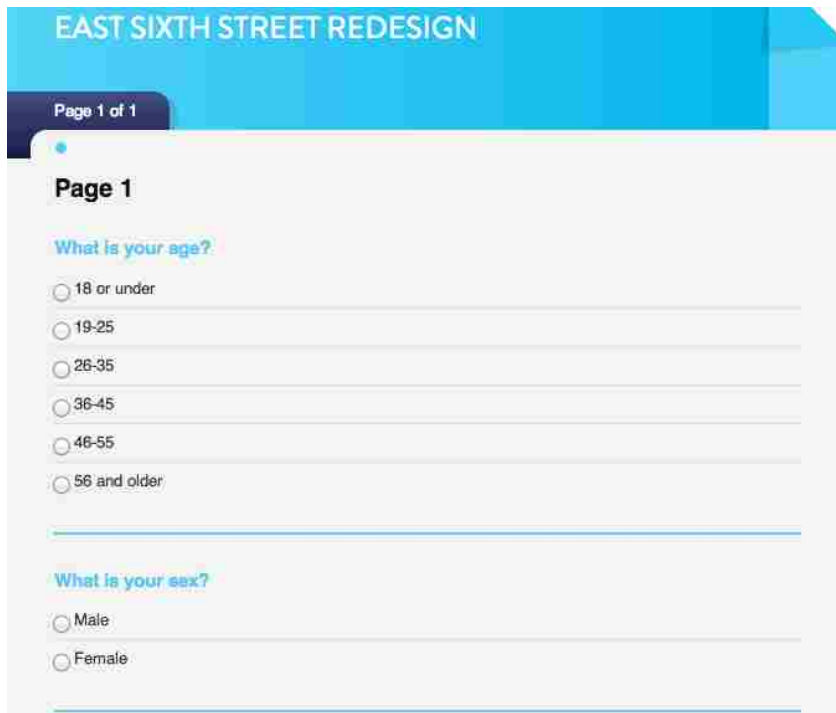 EAST SIXTH STREET REDESIGN
Page 1 of 1
Page 1
What is your age?
18 or under
19-25
26-35
36-45
46-55
56 and older
What is your sex?
Male
Female